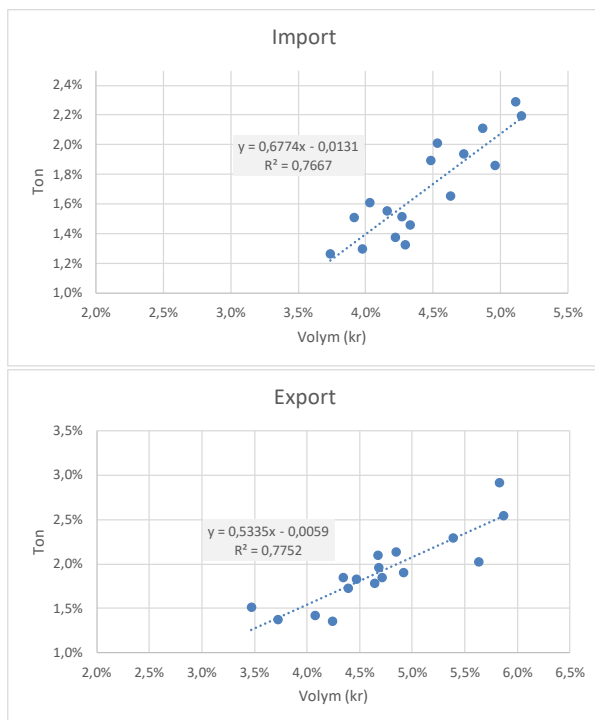 Import
2,4%
2,2%
2,0%
1,8%
1,6%
1,4%
1,2%
1,0%
Ton
y = 0,6774x - 0,0131
R² = 0,7667
2,0% 2,5% 3,0% 3,5% 4,0% 4,5% 5,0% 5,5%
Volym (kr)
Export
3,5%
3,0%
2,5%
2,0%
1,5%
1,0%
Ton
y = 0,5335x - 0,0059
R² = 0,7752
2,0% 2,5% 3,0% 3,5% 4,0% 4,5% 5,0% 5,5% 6,0% 6,5%
Volym (kr)